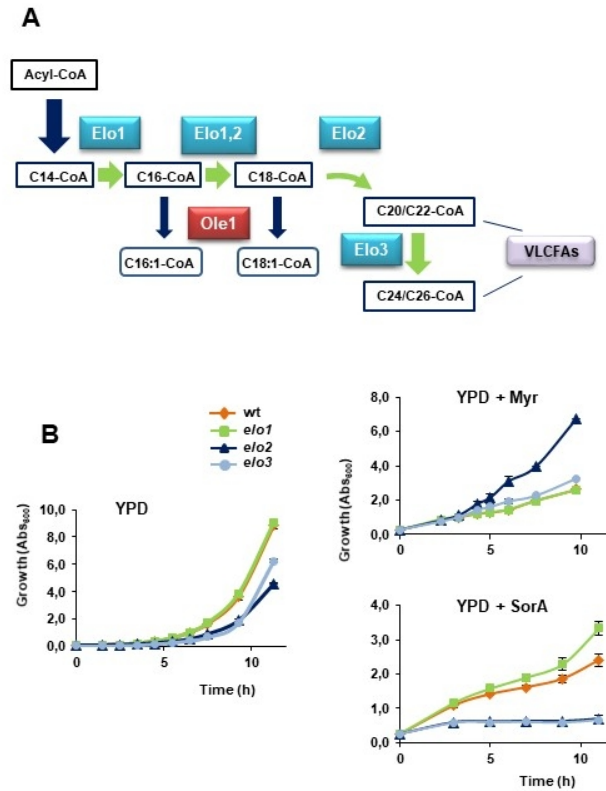 A
Acyl-CoA
Elo1
Elo1,2
Elo2
C14-CoA
C16-CoA
C18-CoA
C20/C22-CoA
Ole1
C16:1-CoA
C18:1-CoA
Elo3
VLCFAs
C24/C26-CoA
B
wt
elo1
elo2
elo3
YPD
Growth (Abs600)
10,0
8,0
6,0
4,0
2,0
0,0
0
5
10
Time (h)
YPD + Myr
Growth (Abs600)
8,0
6,0
4,0
2,0
0,0
0
5
10
YPD + SorA
4,0
3,0
2,0
1,0
0,0
0
5
10
Time (h)